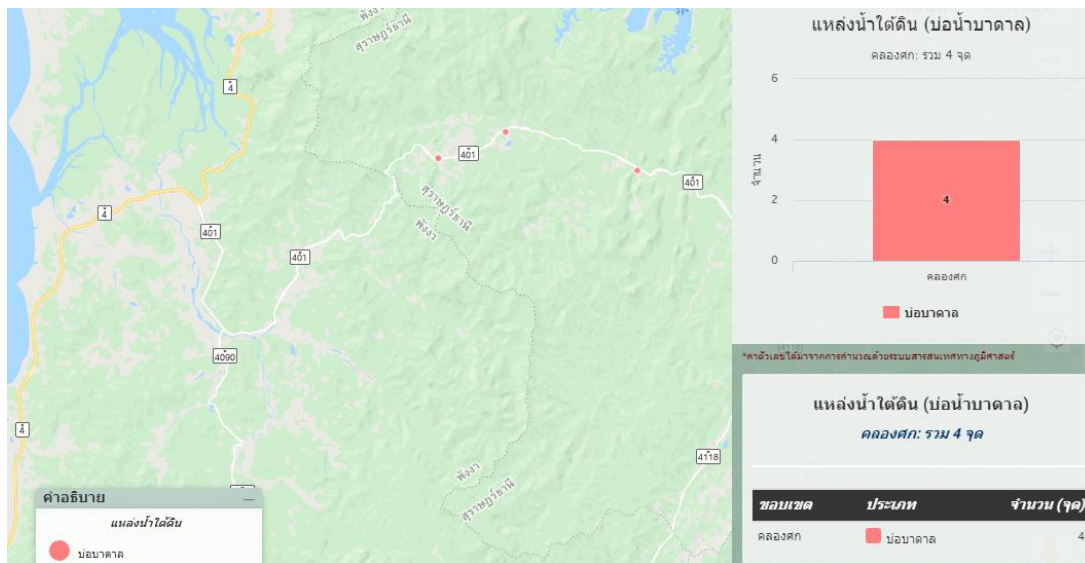 พังงา
สุราษฎร์ธานี
4
401
401
4
สุราษฎร์ธานี
พังงา
401
401
4090
4
4118
พังงา
สุราษฎร์ธานี
คำอธิบาย
แหล่งน้ำใต้ดิน
บ่อบาดาล
แหล่งน้ำใต้ดิน (บ่อน้ำบาดาล)
คลองศก: รวม 4 จุด
6
4
2
0
จำนวน
4
คลองศก
บ่อบาดาล
*ค่าตัวเลขได้มาจากการคำนวณด้วยระบบสารสนเทศทางภูมิศาสตร์
แหล่งน้ำใต้ดิน (บ่อน้ำบาดาล)
คลองศก: รวม 4 จุด
ขอบเขต ประเภท จำนวน (จุด)
คลองศก บ่อบาดาล 4